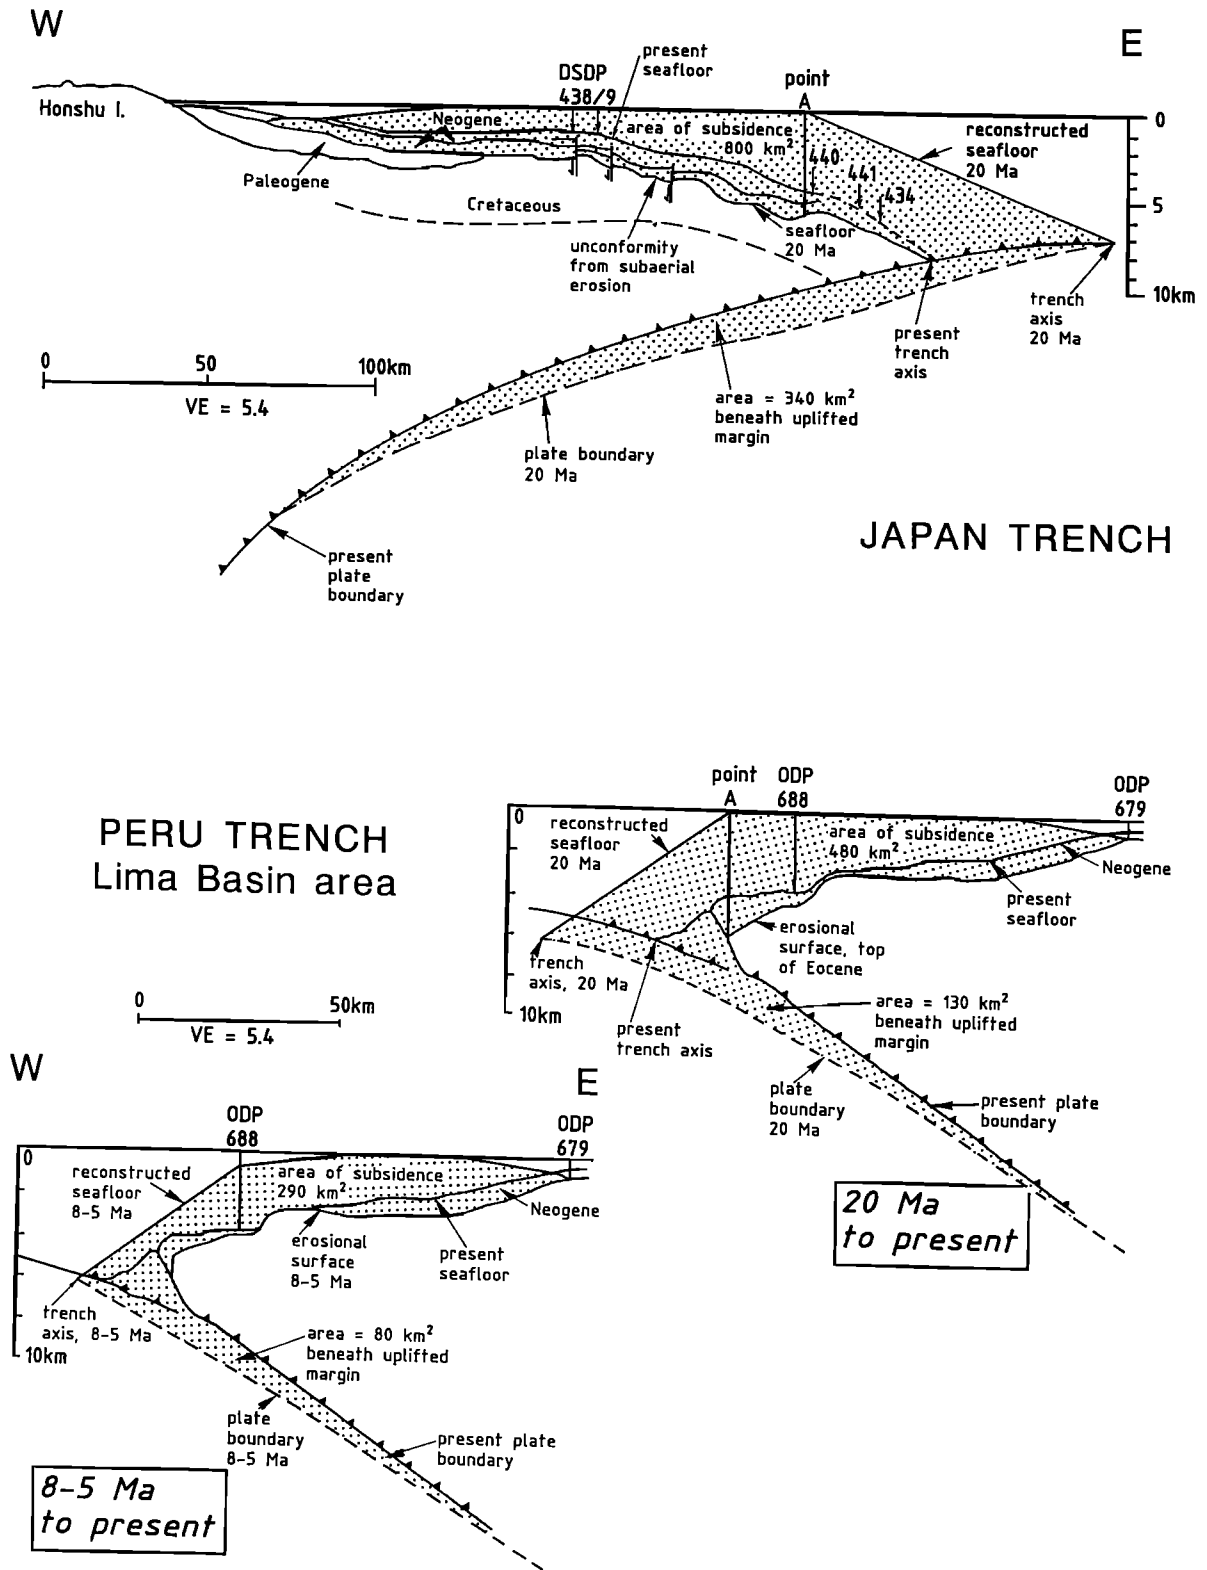 W
E
present
seafloor
DSDP
438/9
point
A
Honshu I.
Neogene
area of subsidence
800 km²
reconstructed
seafloor
20 Ma
0
5
10km
440
441
434
Paleogene
Cretaceous
seafloor
20 Ma
unconformity
from subaerial
erosion
trench
axis
20 Ma
present
trench
axis
0 50 100km
VE = 5.4
area = 340 km²
beneath uplifted
margin
plate boundary
20 Ma
present
plate
boundary
JAPAN TRENCH
PERU TRENCH
Lima Basin area
0 50km
VE = 5.4
point
A
ODP
688
ODP
679
0
10km
reconstructed
seafloor
20 Ma
area of subsidence
480 km²
Neogene
present
seafloor
erosional
surface, top
of Eocene
trench
axis, 20 Ma
present
trench axis
area = 130 km²
beneath uplifted
margin
plate
boundary
20 Ma
present plate
boundary
20 Ma
to present
W
E
ODP
688
ODP
679
0
10km
reconstructed
seafloor
8-5 Ma
area of subsidence
290 km²
Neogene
erosional
surface
8-5 Ma
present
seafloor
trench
axis, 8-5 Ma
area = 80 km²
beneath uplifted
margin
plate
boundary
8-5 Ma
present plate
boundary
8-5 Ma
to present